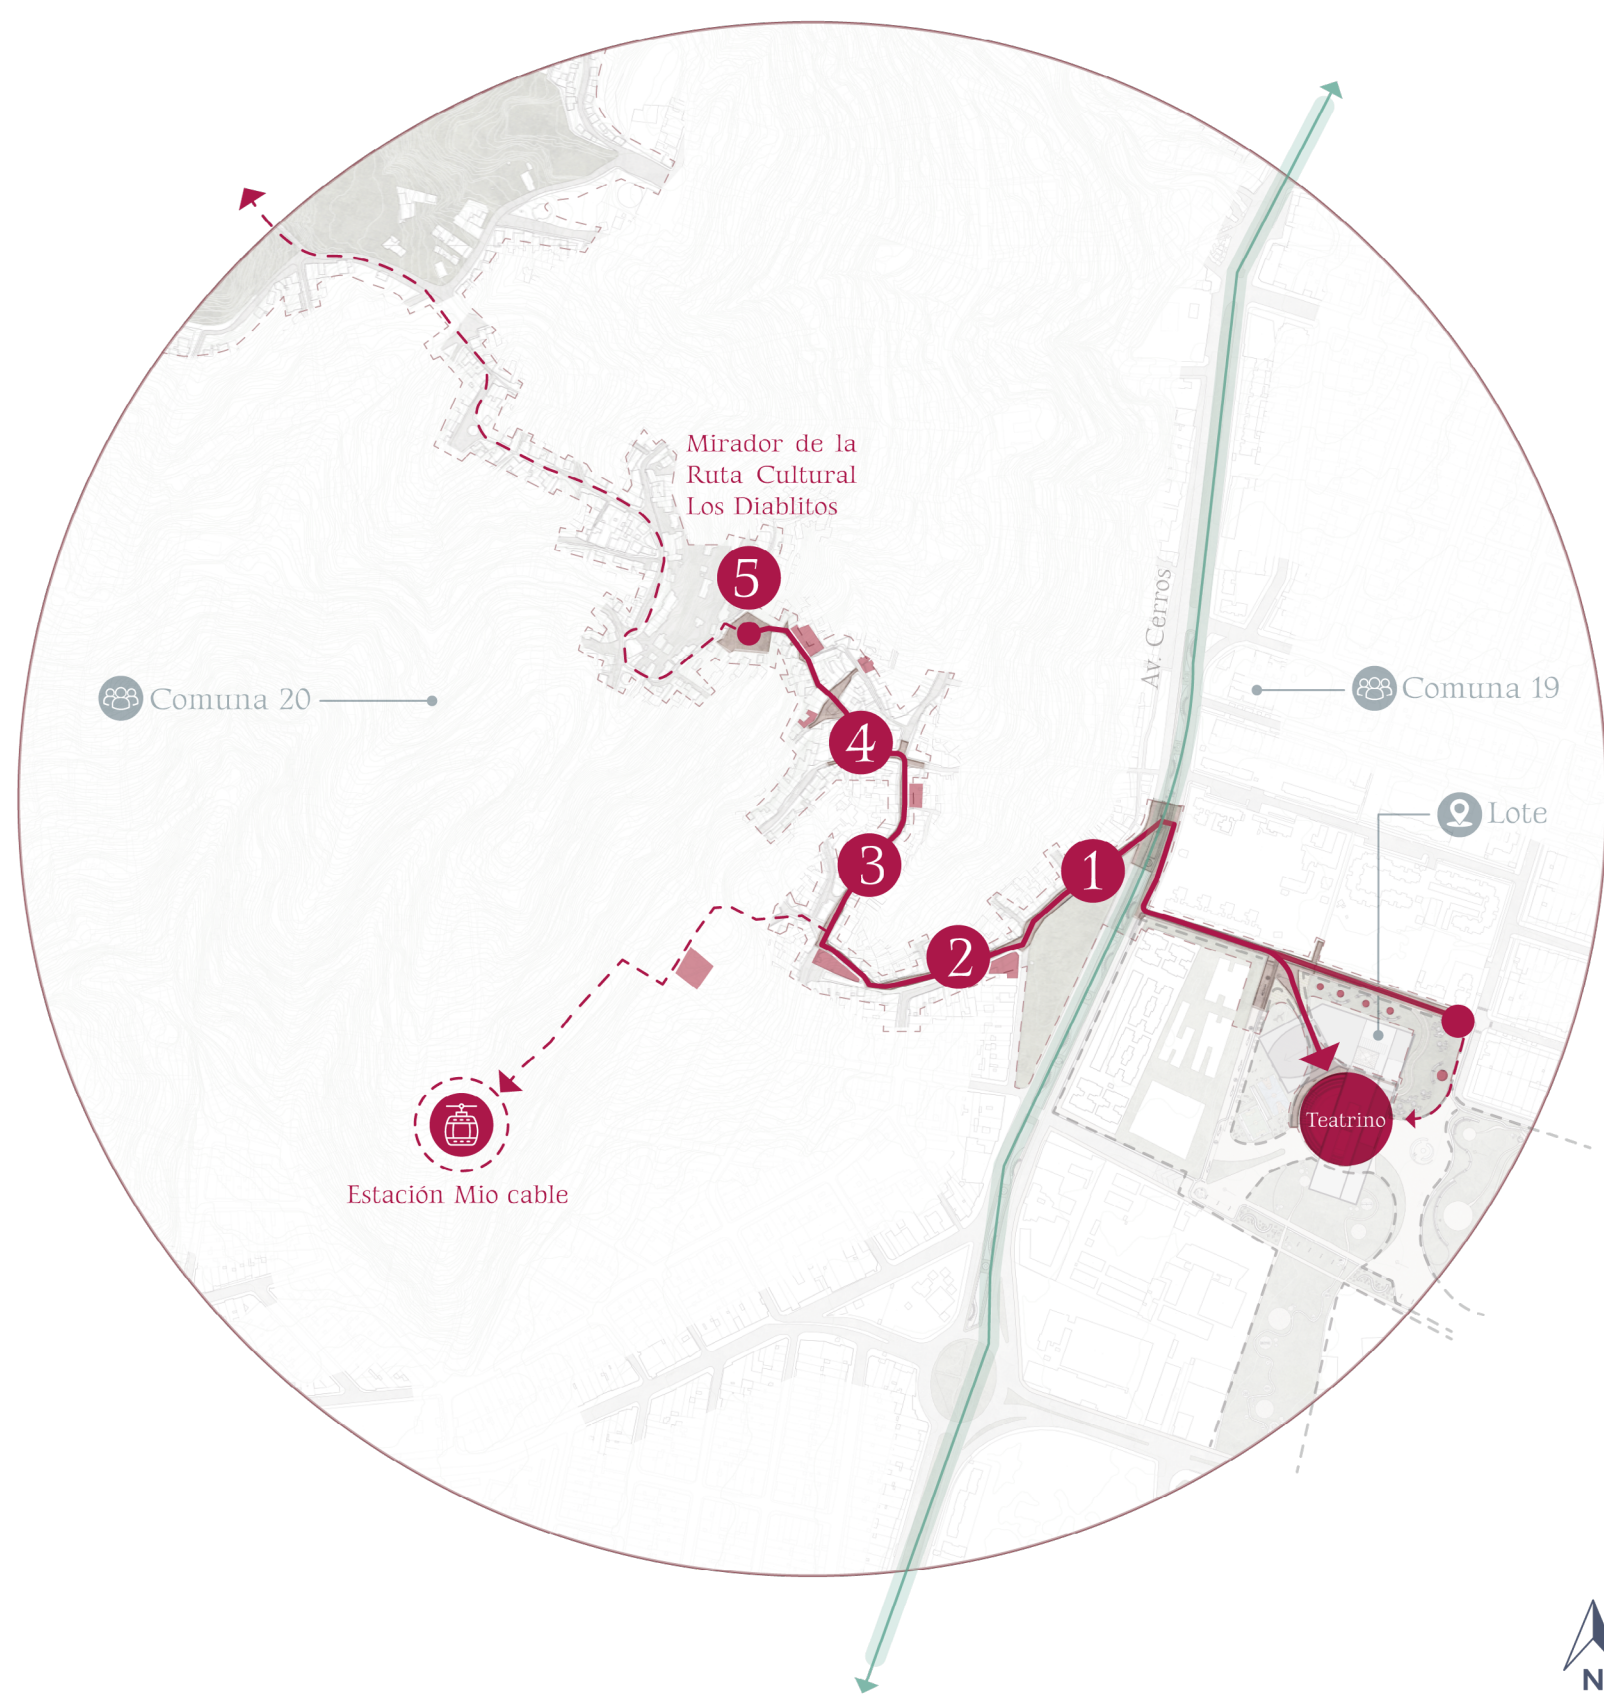 Mirador de la
Ruta Cultural
Los Diablitos
5
Av. Cerros
Comuna 20
Comuna 19
4
Lote
3
1
2
Teatrino
Estación Mio cable
N